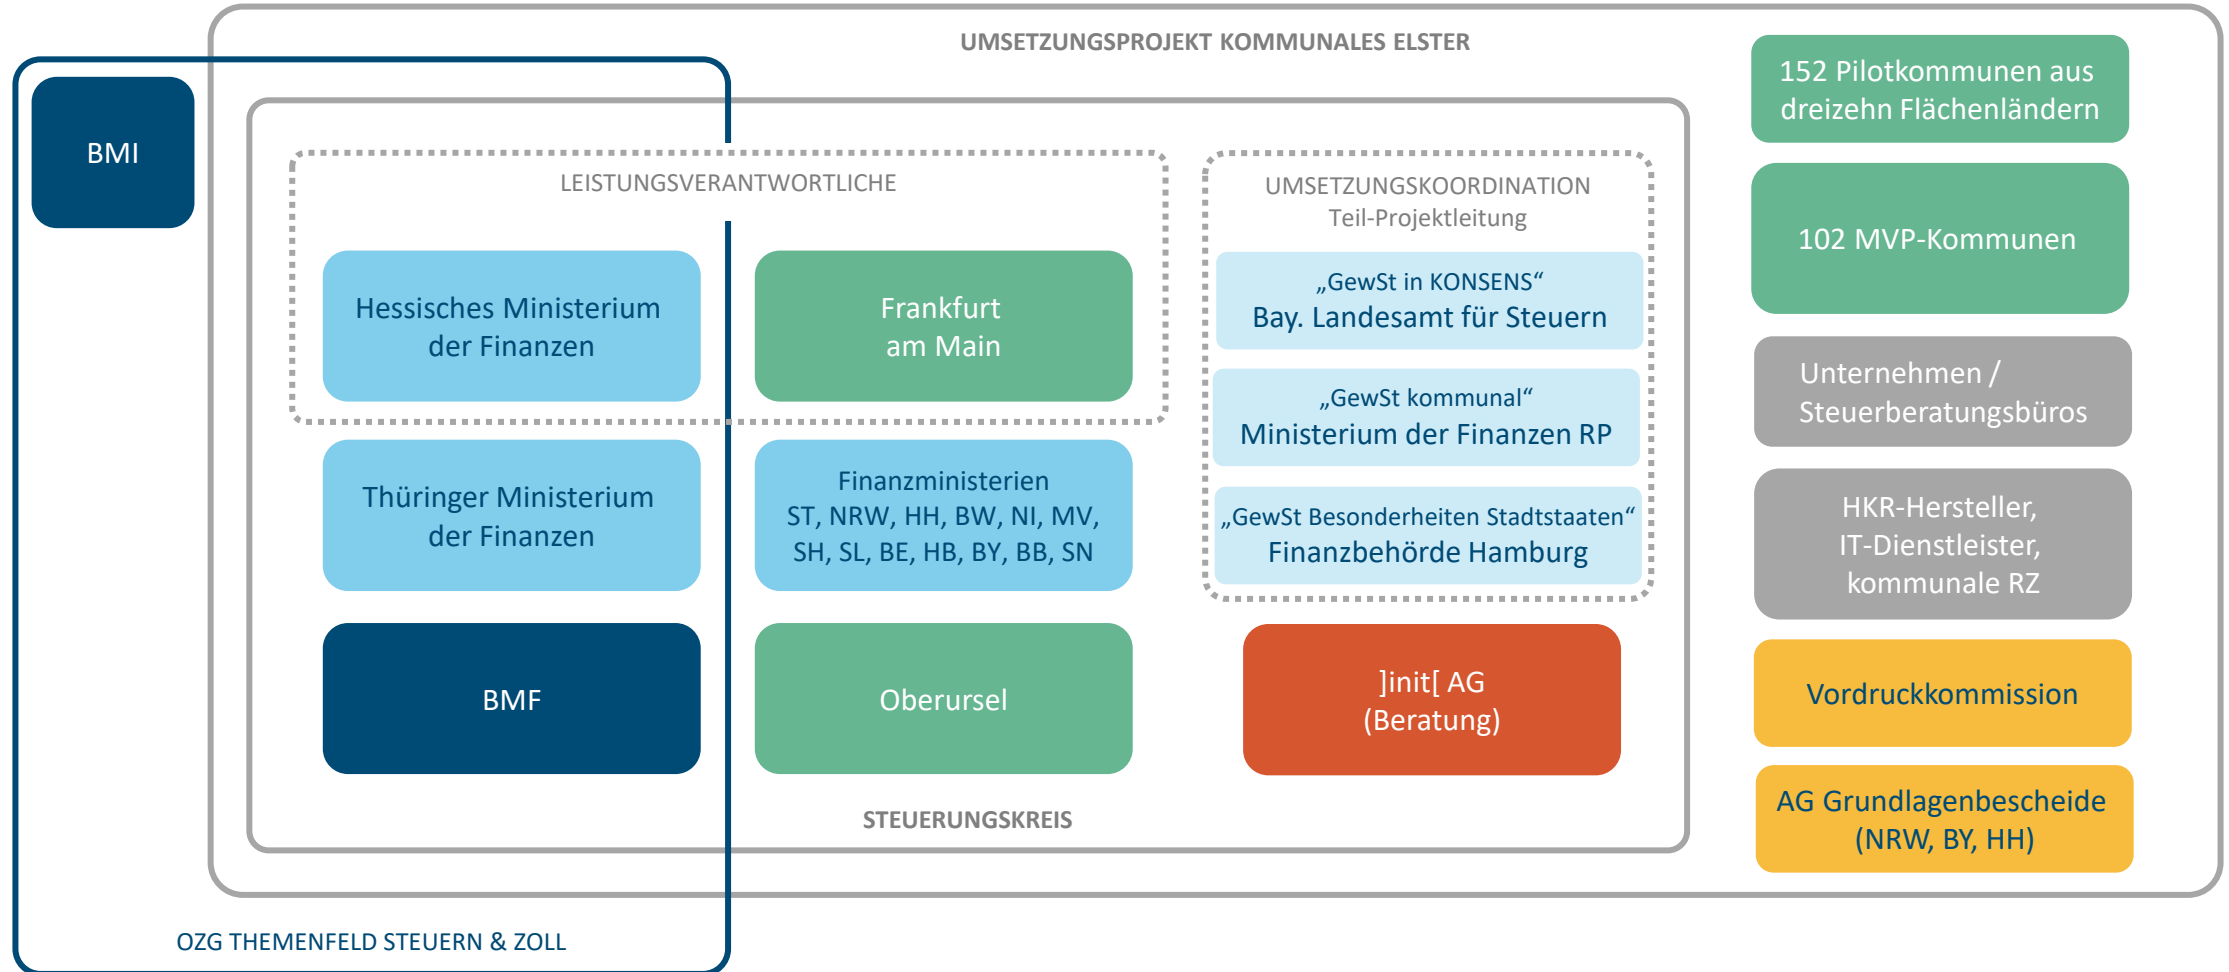 UMSETZUNGSPROJEKT KOMMUNALES ELSTER
BMI
LEISTUNGSVERANTWORTLICHE
Hessisches Ministerium
der Finanzen
Frankfurt
am Main
Thüringer Ministerium
der Finanzen
Finanzministerien
ST, NRW, HH, BW, NI, MV,
SH, SL, BE, HB, BY, BB, SN
BMF
Oberursel
UMSETZUNGSKOORDINATION
Teil-Projektleitung
„GewSt in KONSENS“
Bay. Landesamt für Steuern
„GewSt kommunal“
Ministerium der Finanzen RP
„GewSt Besonderheiten Stadtstaaten“
Finanzbehörde Hamburg
]init[ AG
(Beratung)
STEUERUNGSKREIS
152 Pilotkommunen aus
dreizehn Flächenländern
102 MVP-Kommunen
Unternehmen /
Steuerberatungsbüros
HKR-Hersteller,
IT-Dienstleister,
kommunale RZ
Vordruckkommission
AG Grundlagenbescheide
(NRW, BY, HH)
OZG THEMENFELD STEUERN & ZOLL